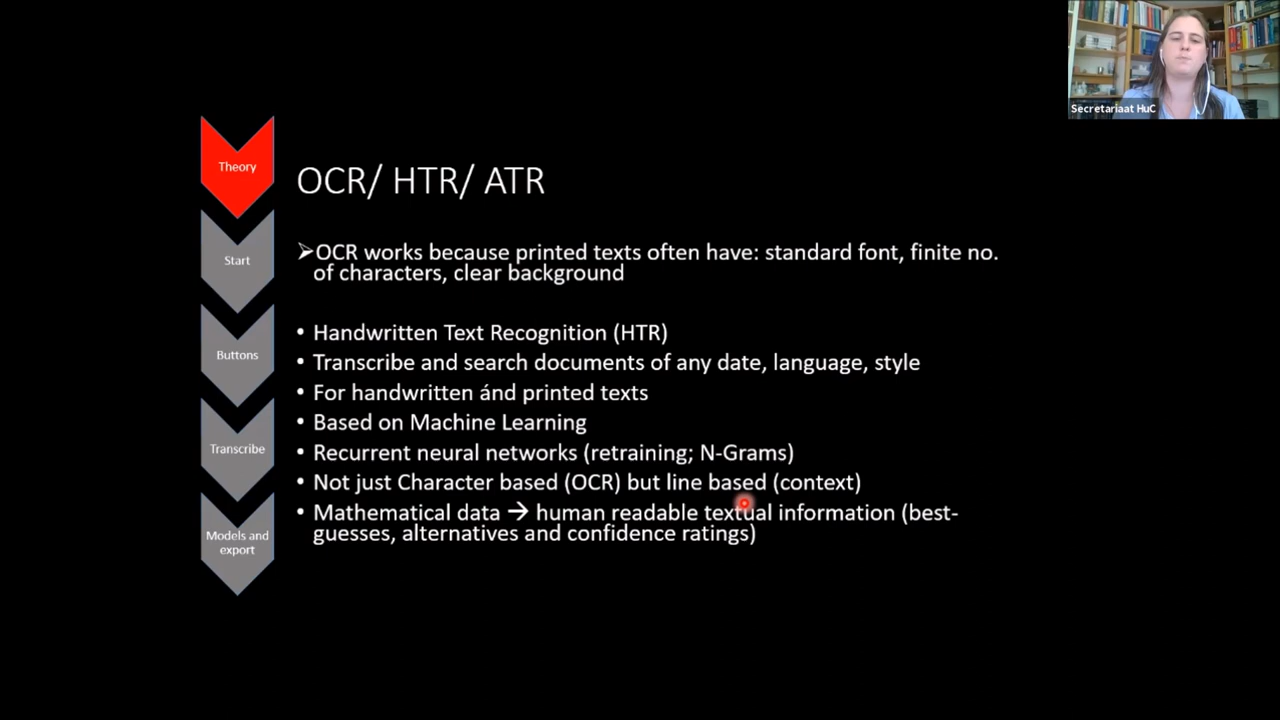 Secretariaat HuC
Theory
Start
Buttons
Transcribe
Models and
export
OCR/ HTR/ ATR
➢OCR works because printed texts often have: standard font, finite no.
of characters, clear background
• Handwritten Text Recognition (HTR)
• Transcribe and search documents of any date, language, style
• For handwritten ánd printed texts
• Based on Machine Learning
• Recurrent neural networks (retraining; N-Grams)
• Not just Character based (OCR) but line based (context)
• Mathematical data → human readable textual information (best-
guesses, alternatives and confidence ratings)